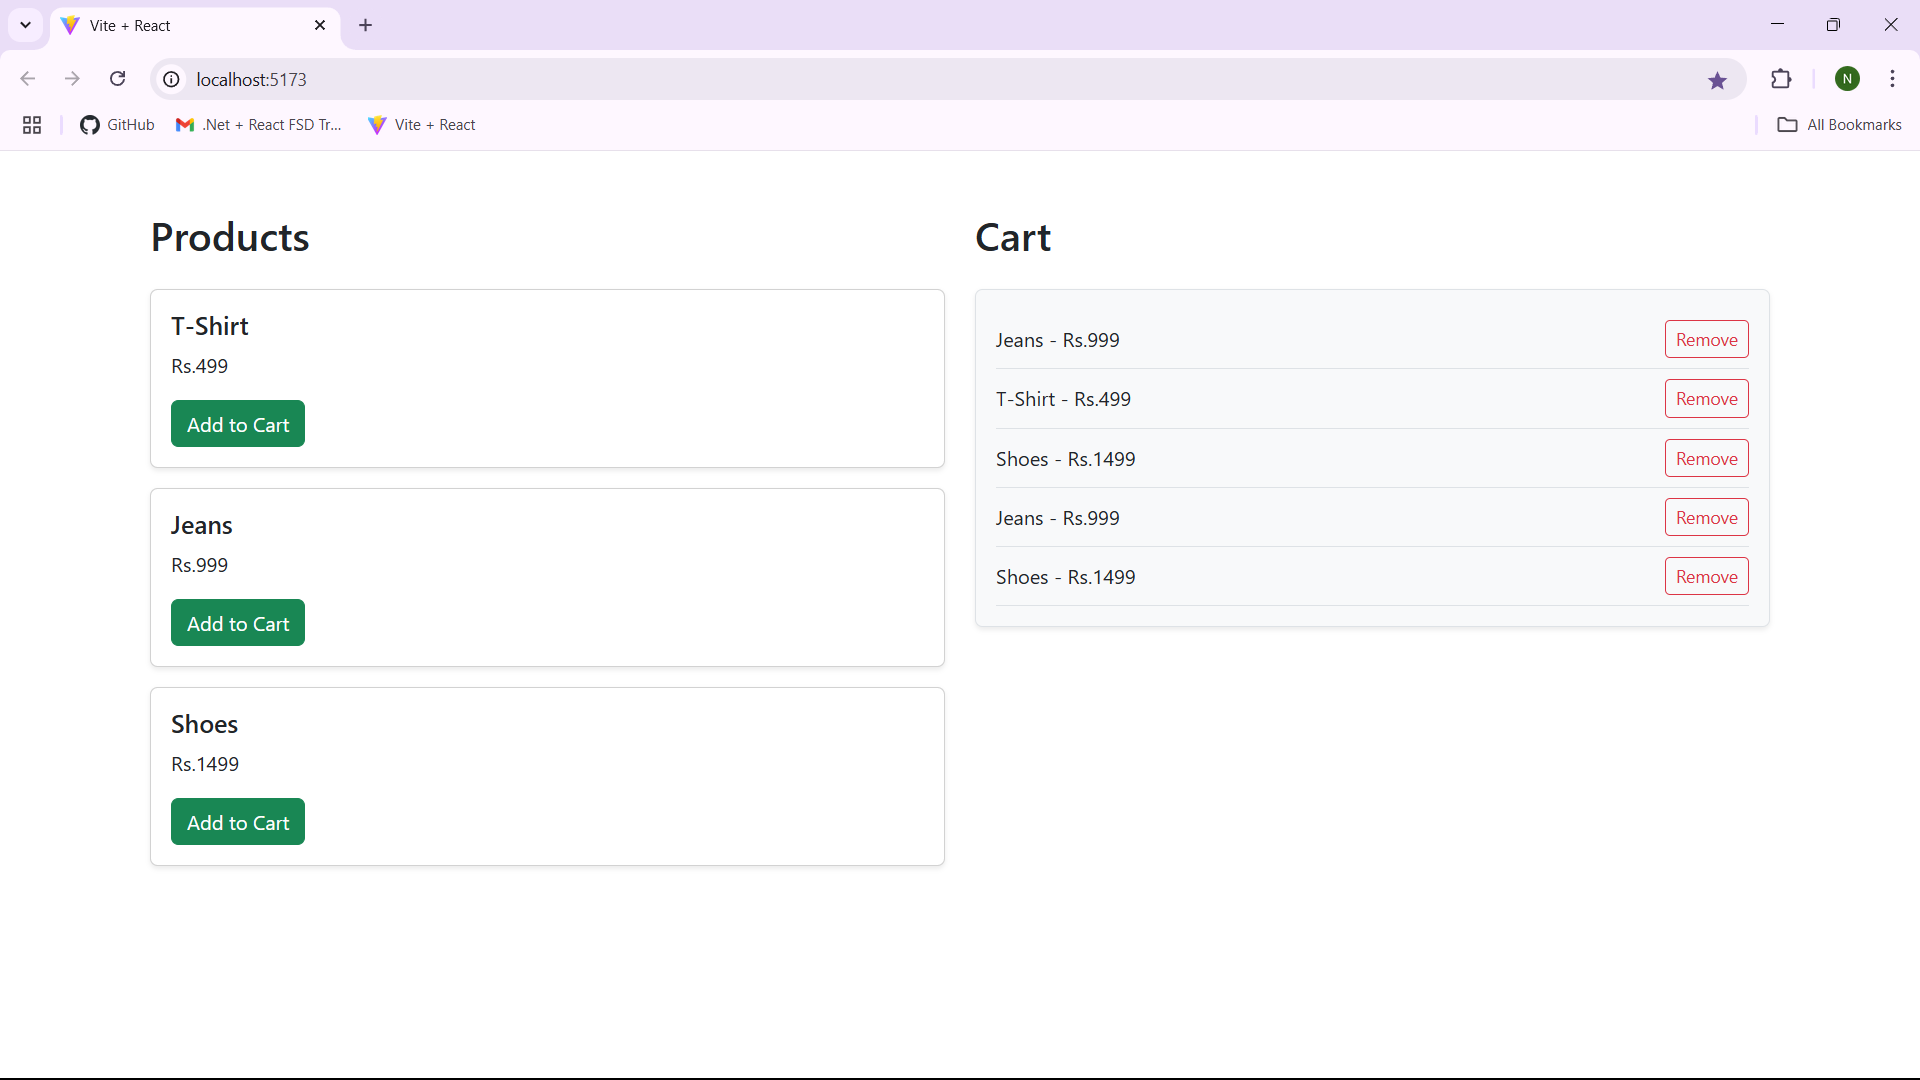 Vite + React
localhost:5173
N
GitHub
.Net + React FSD Tr...
Vite + React
All Bookmarks
Products
T-Shirt
Rs.499
Add to Cart
Jeans
Rs.999
Add to Cart
Shoes
Rs.1499
Add to Cart
Cart
Jeans - Rs.999 Remove
T-Shirt - Rs.499 Remove
Shoes - Rs.1499 Remove
Jeans - Rs.999 Remove
Shoes - Rs.1499 Remove